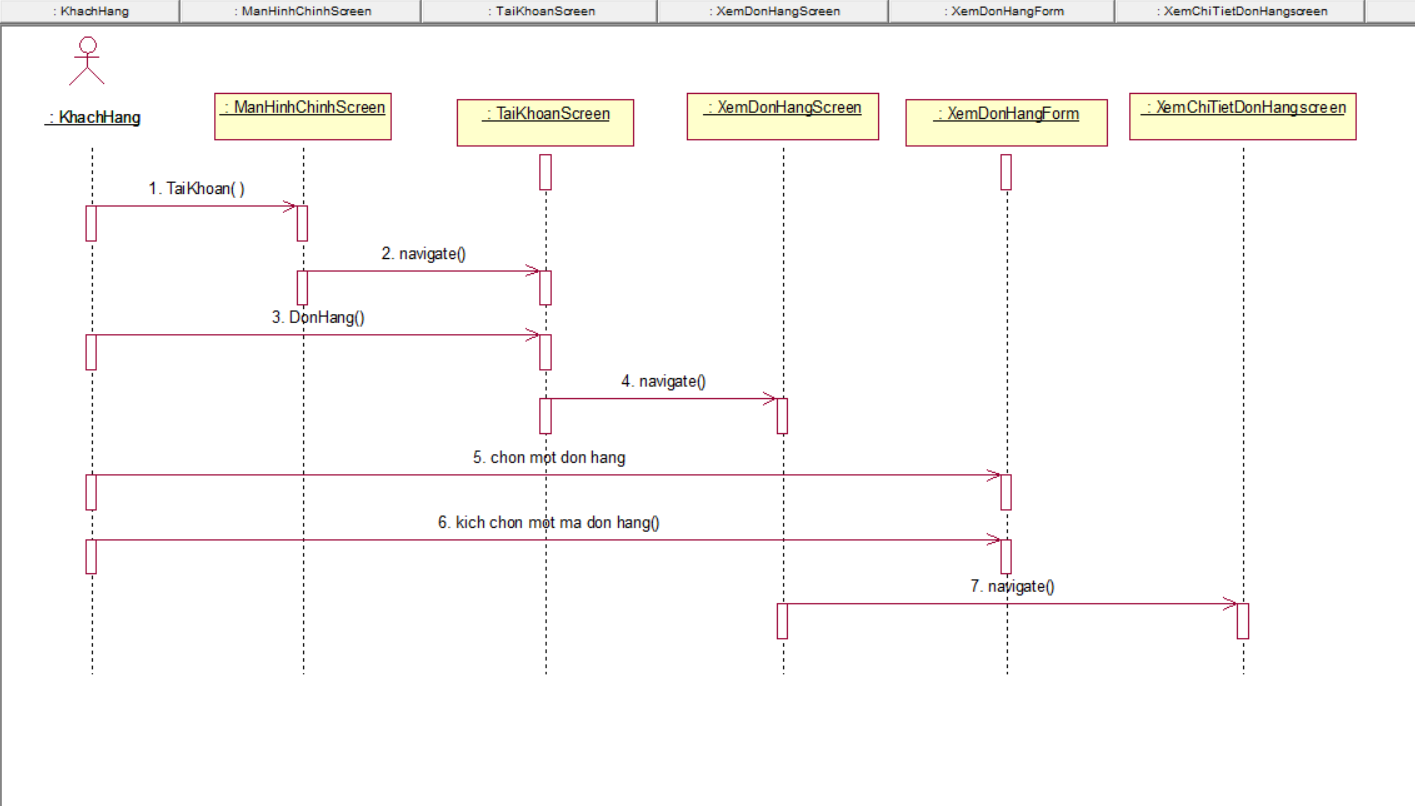 : KhachHang
: ManHinhChinhScreen
: TaiKhoanScreen
: XemDonHangScreen
: XemDonHangForm
: XemChiTietDonHangscreen
: KhachHang
: ManHinhChinhScreen
: TaiKhoanScreen
: XemDonHangScreen
: XemDonHangForm
: XemChiTietDonHangscreen
1. TaiKhoan( )
2. navigate()
3. DonHang()
4. navigate()
5. chon mot don hang
6. kich chon mot ma don hang()
7. navigate()